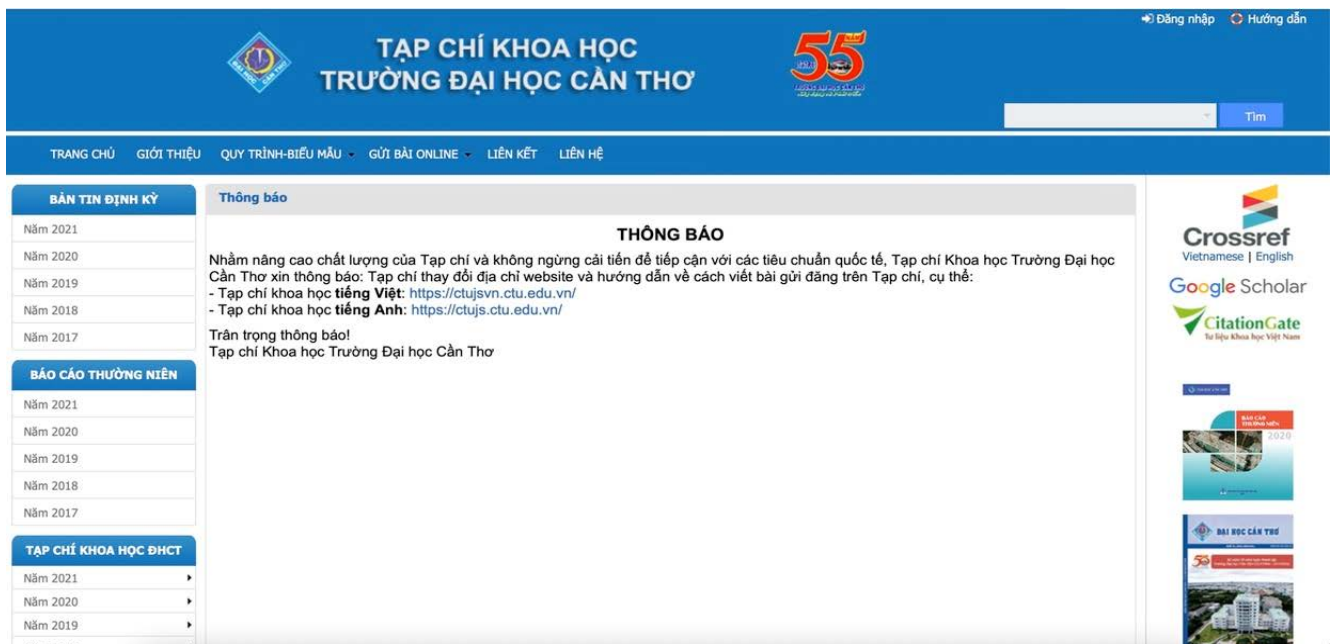 Đăng nhập Hướng dẫn
TẠP CHÍ KHOA HỌC
TRƯỜNG ĐẠI HỌC CẦN THƠ
55
NĂM
Tìm
TRANG CHỦ GIỚI THIỆU QUY TRÌNH-BIỂU MẪU GỬI BÀI ONLINE LIÊN KẾT LIÊN HỆ
BẢN TIN ĐỊNH KỲ
Năm 2021
Năm 2020
Năm 2019
Năm 2018
Năm 2017
BÁO CÁO THƯỜNG NIÊN
Năm 2021
Năm 2020
Năm 2019
Năm 2018
Năm 2017
TẠP CHÍ KHOA HỌC ĐHCT
Năm 2021
Năm 2020
Năm 2019
Thông báo
THÔNG BÁO
Nhằm nâng cao chất lượng của Tạp chí và không ngừng cải tiến để tiếp cận với các tiêu chuẩn quốc tế, Tạp chí Khoa học Trường Đại học
Cần Thơ xin thông báo: Tạp chí thay đổi địa chỉ website và hướng dẫn về cách viết bài gửi đăng trên Tạp chí, cụ thể:
- Tạp chí khoa học tiếng Việt: https://ctujsvn.ctu.edu.vn/
- Tạp chí khoa học tiếng Anh: https://ctujs.ctu.edu.vn/
Trân trọng thông báo!
Tạp chí Khoa học Trường Đại học Cần Thơ
Crossref
Vietnamese | English
Google Scholar
CitationGate
Tư liệu Khoa học Việt Nam
BÁO CÁO
THƯỜNG NIÊN
2020
ĐẠI HỌC CẦN THƠ
55